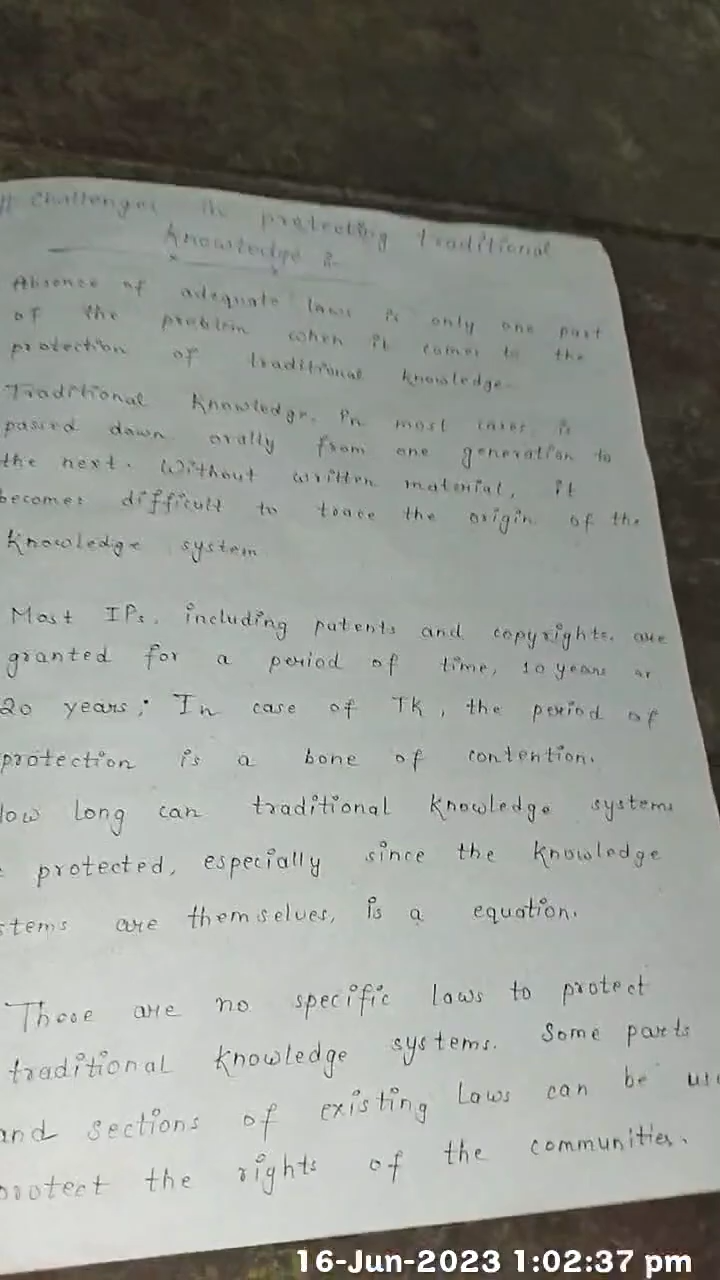 # Challenges in protecting traditional
Knowledge :-
Absence of adequate laws is only one part
of the problem when it comes to the
protection of traditional knowledge.
Traditional Knowledge, in most cases, is
passed down orally from one generation to
the next. Without written material, it
becomes difficult to trace the origin of the
Knowledge system
Most IPs, including patents and copyrights, are
granted for a period of time, 10 years or
20 years; In case of TK, the period of
protection is a bone of contention.
low long can traditional knowledge systems
protected, especially since the knowledge
stems are themselves, is a equation.
Those are no specific laws to protect
traditional knowledge systems. Some parts
and sections of existing Laws can be us
protect the rights of the communities.
16-Jun-2023 1:02:37 pm